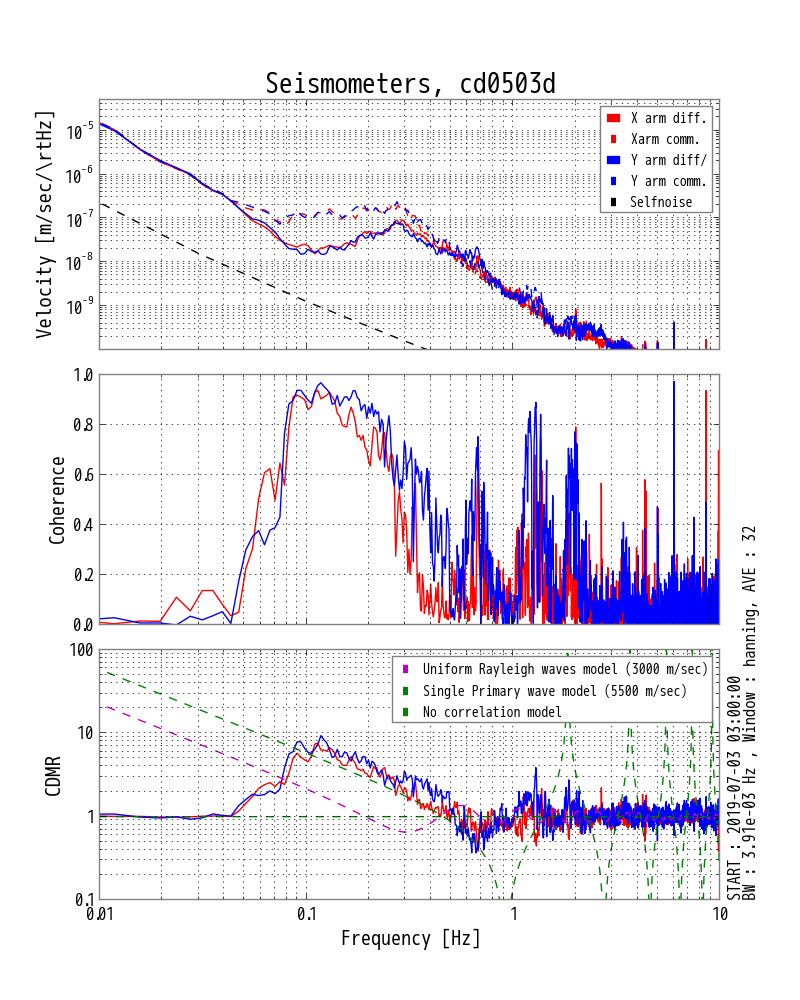 Seismometers, cd0503d
Velocity [m/sec/\rtHz]
10^-5
10^-6
10^-7
10^-8
10^-9
X arm diff.
Xarm comm.
Y arm diff/
Y arm comm.
Selfnoise
Coherence
1.0
0.8
0.6
0.4
0.2
0.0
CDMR
100
10
1
0.1
Uniform Rayleigh waves model (3000 m/sec)
Single Primary wave model (5500 m/sec)
No correlation model
0.01
0.1
1
10
Frequency [Hz]
START : 2019-07-03 03:00:00
BW : 3.91e-03 Hz , Window : hanning, AVE : 32